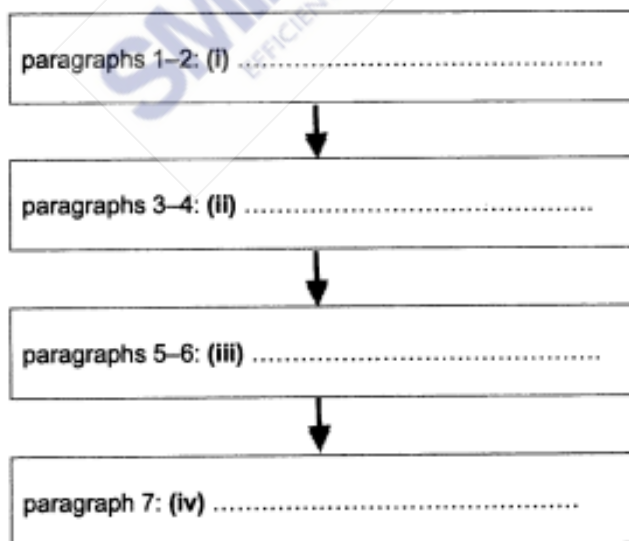 paragraphs 1–2: (i) ............................................................
paragraphs 3–4: (ii) ..........................................................
paragraphs 5–6: (iii) ..........................................................
paragraph 7: (iv) ............................................................